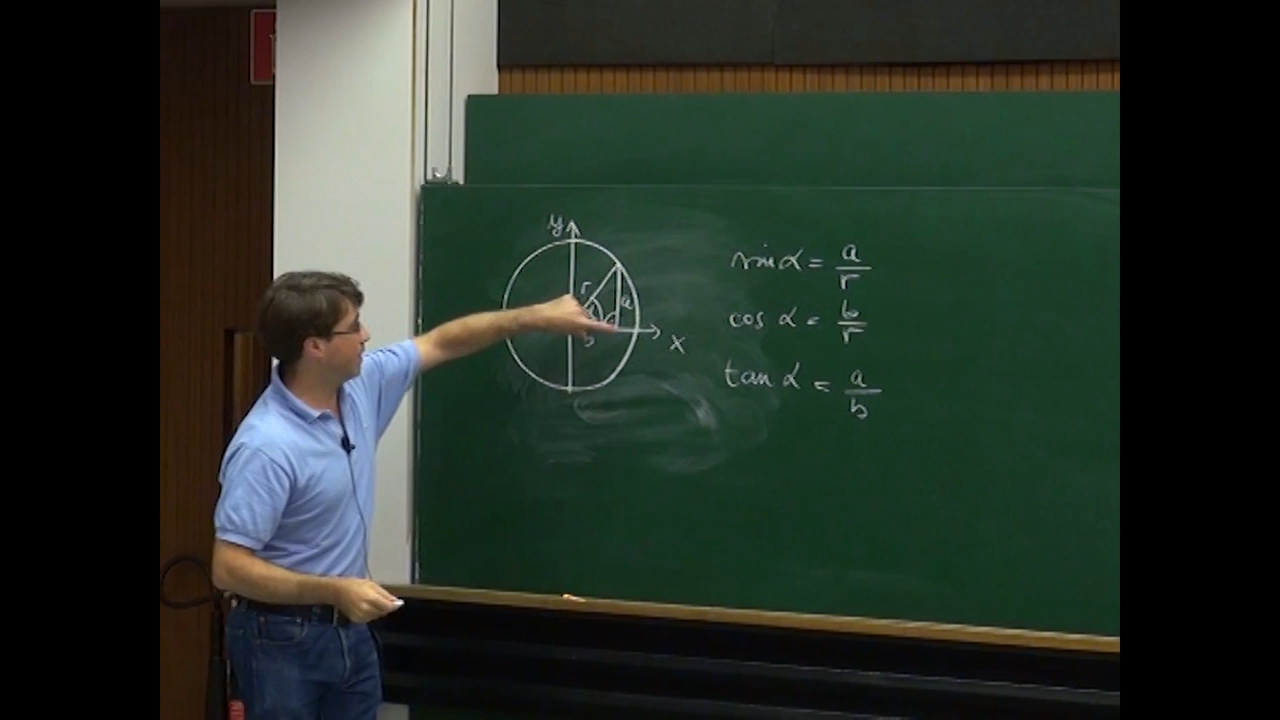 y
r
α
a
b
x
sin α = a/r
cos α = b/r
tan α = a/b